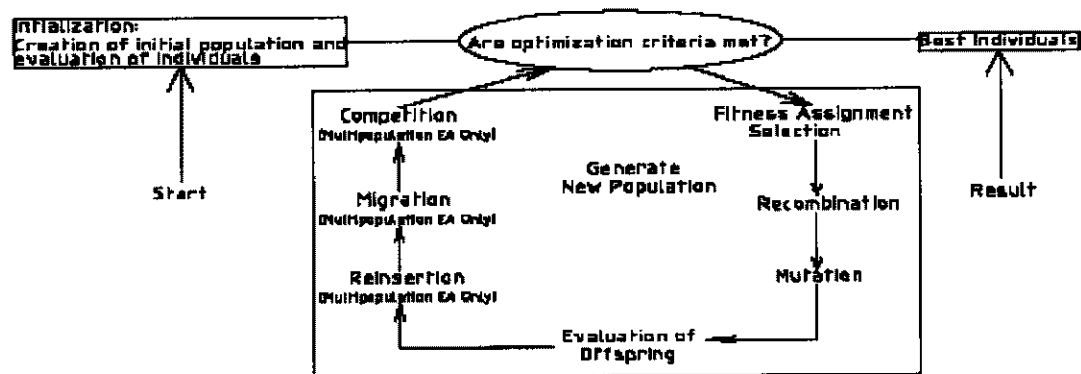 Initialization:
Creation of initial population and
evaluation of individuals
Are optimization criteria met?
Best Individuals
Competition
(Multipopulation EA Only)
Fitness Assignment
Selection
Generate
New Population
Start
Migration
(Multipopulation EA Only)
Recombination
Result
Reinsertion
(Multipopulation EA Only)
Mutation
Evaluation of
Offspring